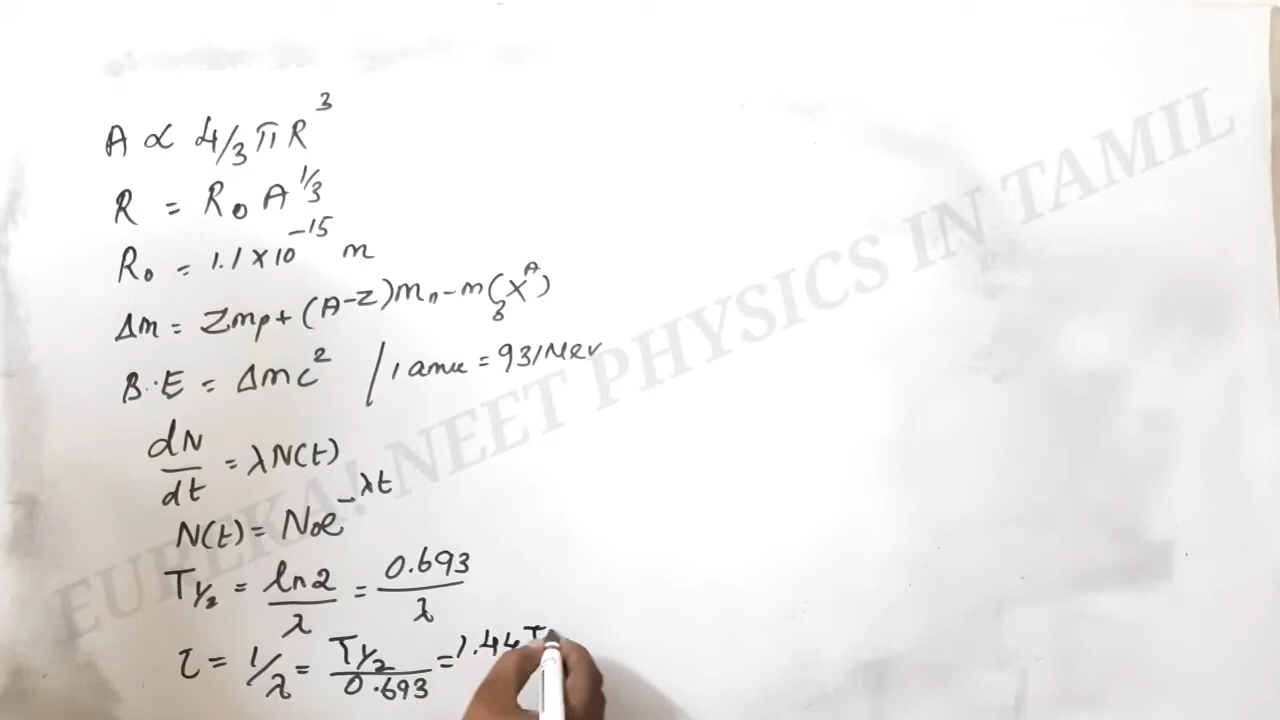 A ∝ 4/3 πR³
R = R₀ A^1/3
R₀ = 1.1 × 10⁻¹⁵ m
Δm = Zmp + (A-Z)mn - m(zX^A)
B.E = Δmc² / 1 amu = 931 MeV
dN/dt = λN(t)
N(t) = N₀e^-λt
T½ = ln2/λ = 0.693/λ
τ = 1/λ = T½/0.693 = 1.44 T
EUREKA! NEET PHYSICS IN TAMIL